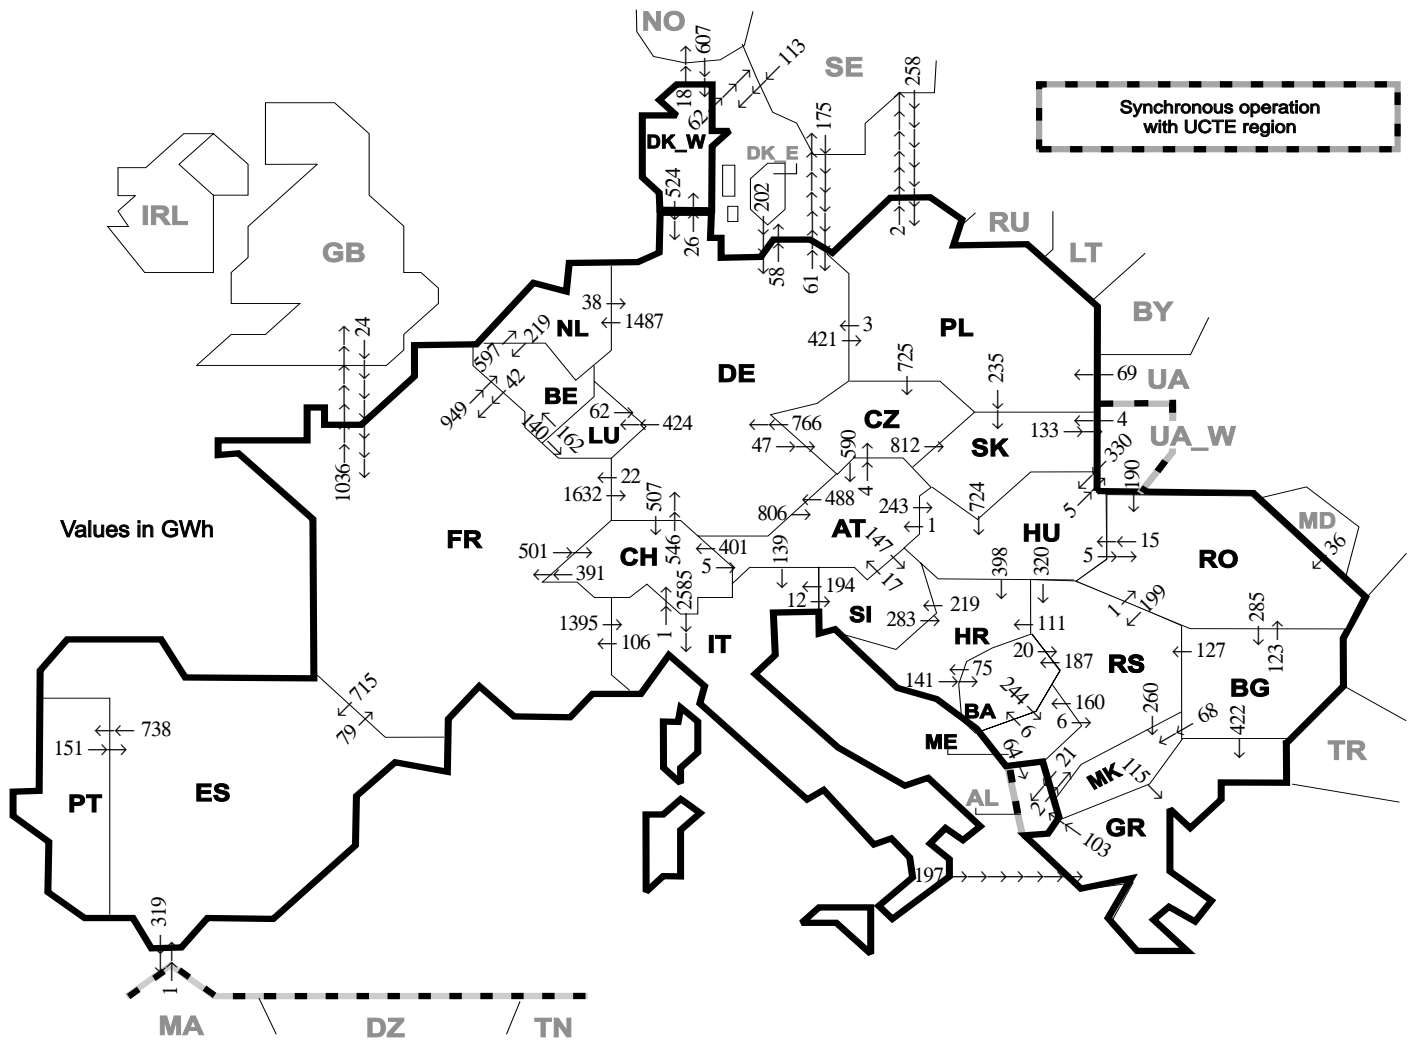 NO
607
113
SE
258
18
62
DK_W
175
DK_E
Synchronous operation
with UCTE region
524
202
26
58
61
2
IRL
GB
RU
LT
BY
24
38
NL
1487
219
597
3
421
PL
DE
725
235
69
UA
42
949
BE
62
424
LU
140
162
766
47
CZ
590
812
SK
4
133
UA_W
330
190
1036
22
1632
507
4
488
806
243
724
5
Values in GWh
FR
546
401
139
AT
147
1
HU
15
RO
MD
36
501
CH
391
5
2585
194
17
12
SI
398
320
5
1
199
285
1395
1
106
IT
283
219
HR
111
20
187
RS
127
123
BG
75
141
244
BA
160
260
6
6
68
422
715
79
ME
64
21
TR
738
151
PT
ES
AL
2
MK
115
GR
103
197
319
1
MA
DZ
TN